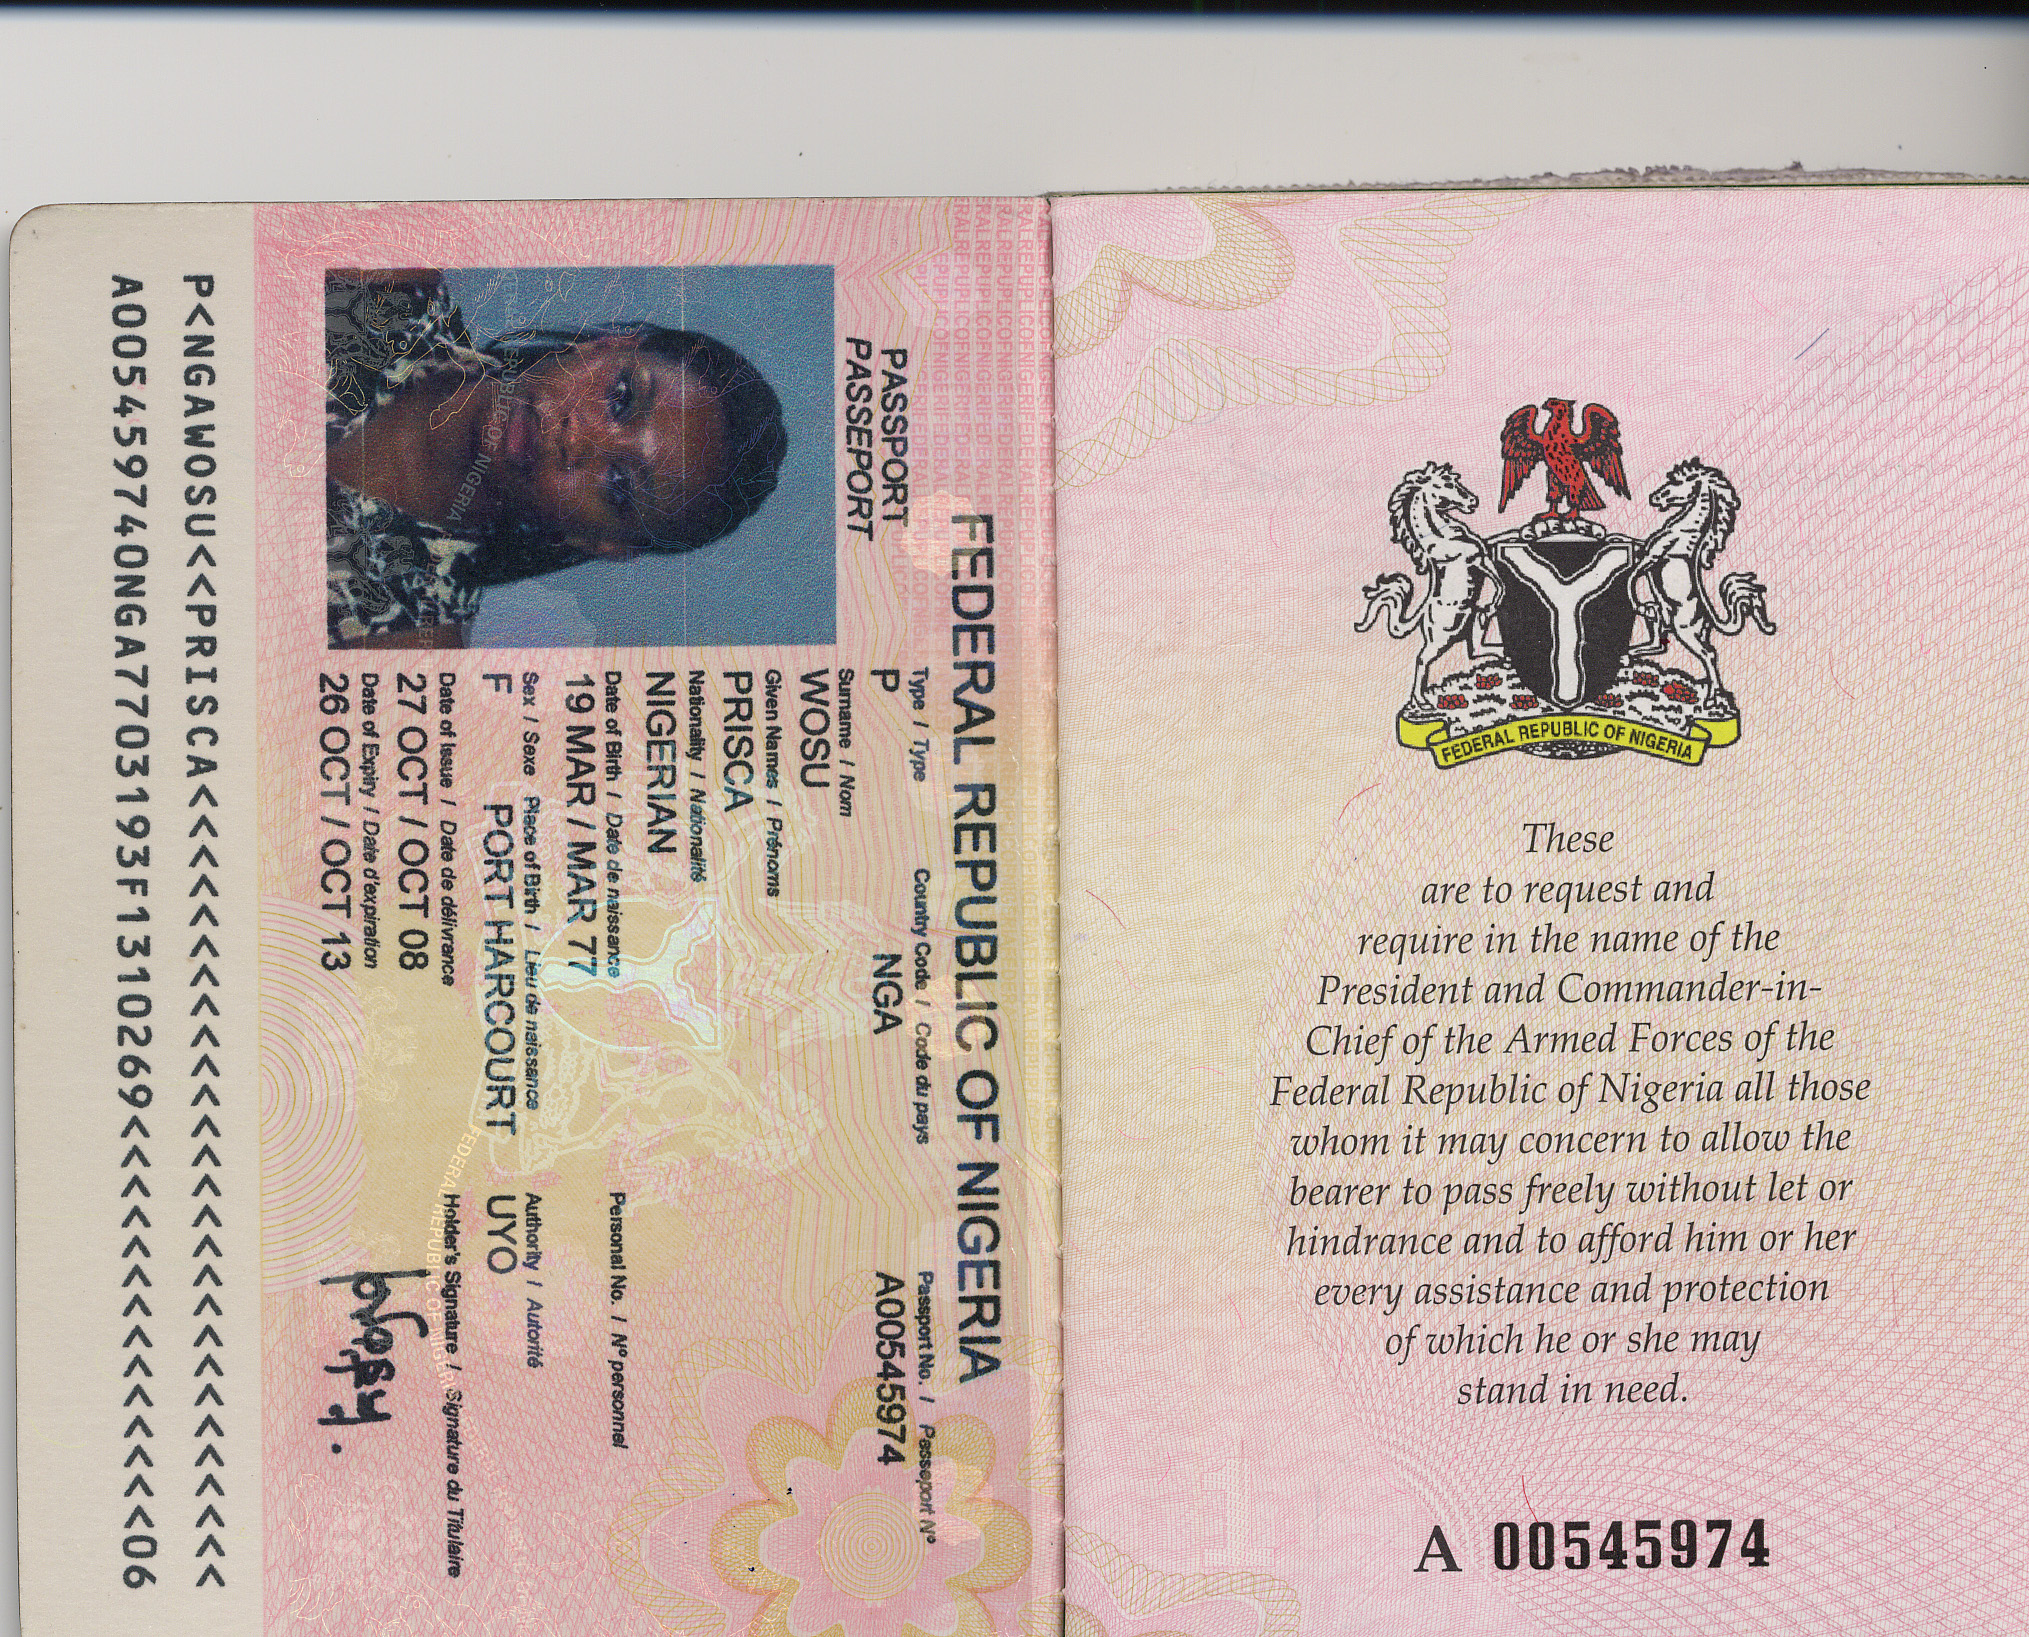 FEDERAL REPUBLIC OF NIGERIA
PASSPORT
PASSEPORT
Type / Type
Country Code / Code du pays
Passport No. / Passeport N°
P
NGA
A00545974
Surname / Nom
WOSU
Given Names / Prénoms
PRISCA
Nationality / Nationalité
NIGERIAN
Date of Birth / Date de naissance
Personal No. / N° personnel
19 MAR / MAR 77
Sex / Sexe
Place of Birth / Lieu de naissance
Authority / Autorité
F
PORT HARCOURT
UYO
Date of Issue / Date de délivrance
Holder's Signature / Signature du Titulaire
27 OCT / OCT 08
Date of Expiry / Date d'expiration
26 OCT / OCT 13
P<NGAWOSU<<PRISCA<<<<<<<<<<<<<<<<<<<<<<<<<<<
A005459740NGA7703193F1310269<<<<<<<<<<<<<<06
FEDERAL REPUBLIC OF NIGERIA
These
are to request and
require in the name of the
President and Commander-in-
Chief of the Armed Forces of the
Federal Republic of Nigeria all those
whom it may concern to allow the
bearer to pass freely without let or
hindrance and to afford him or her
every assistance and protection
of which he or she may
stand in need.
A 00545974